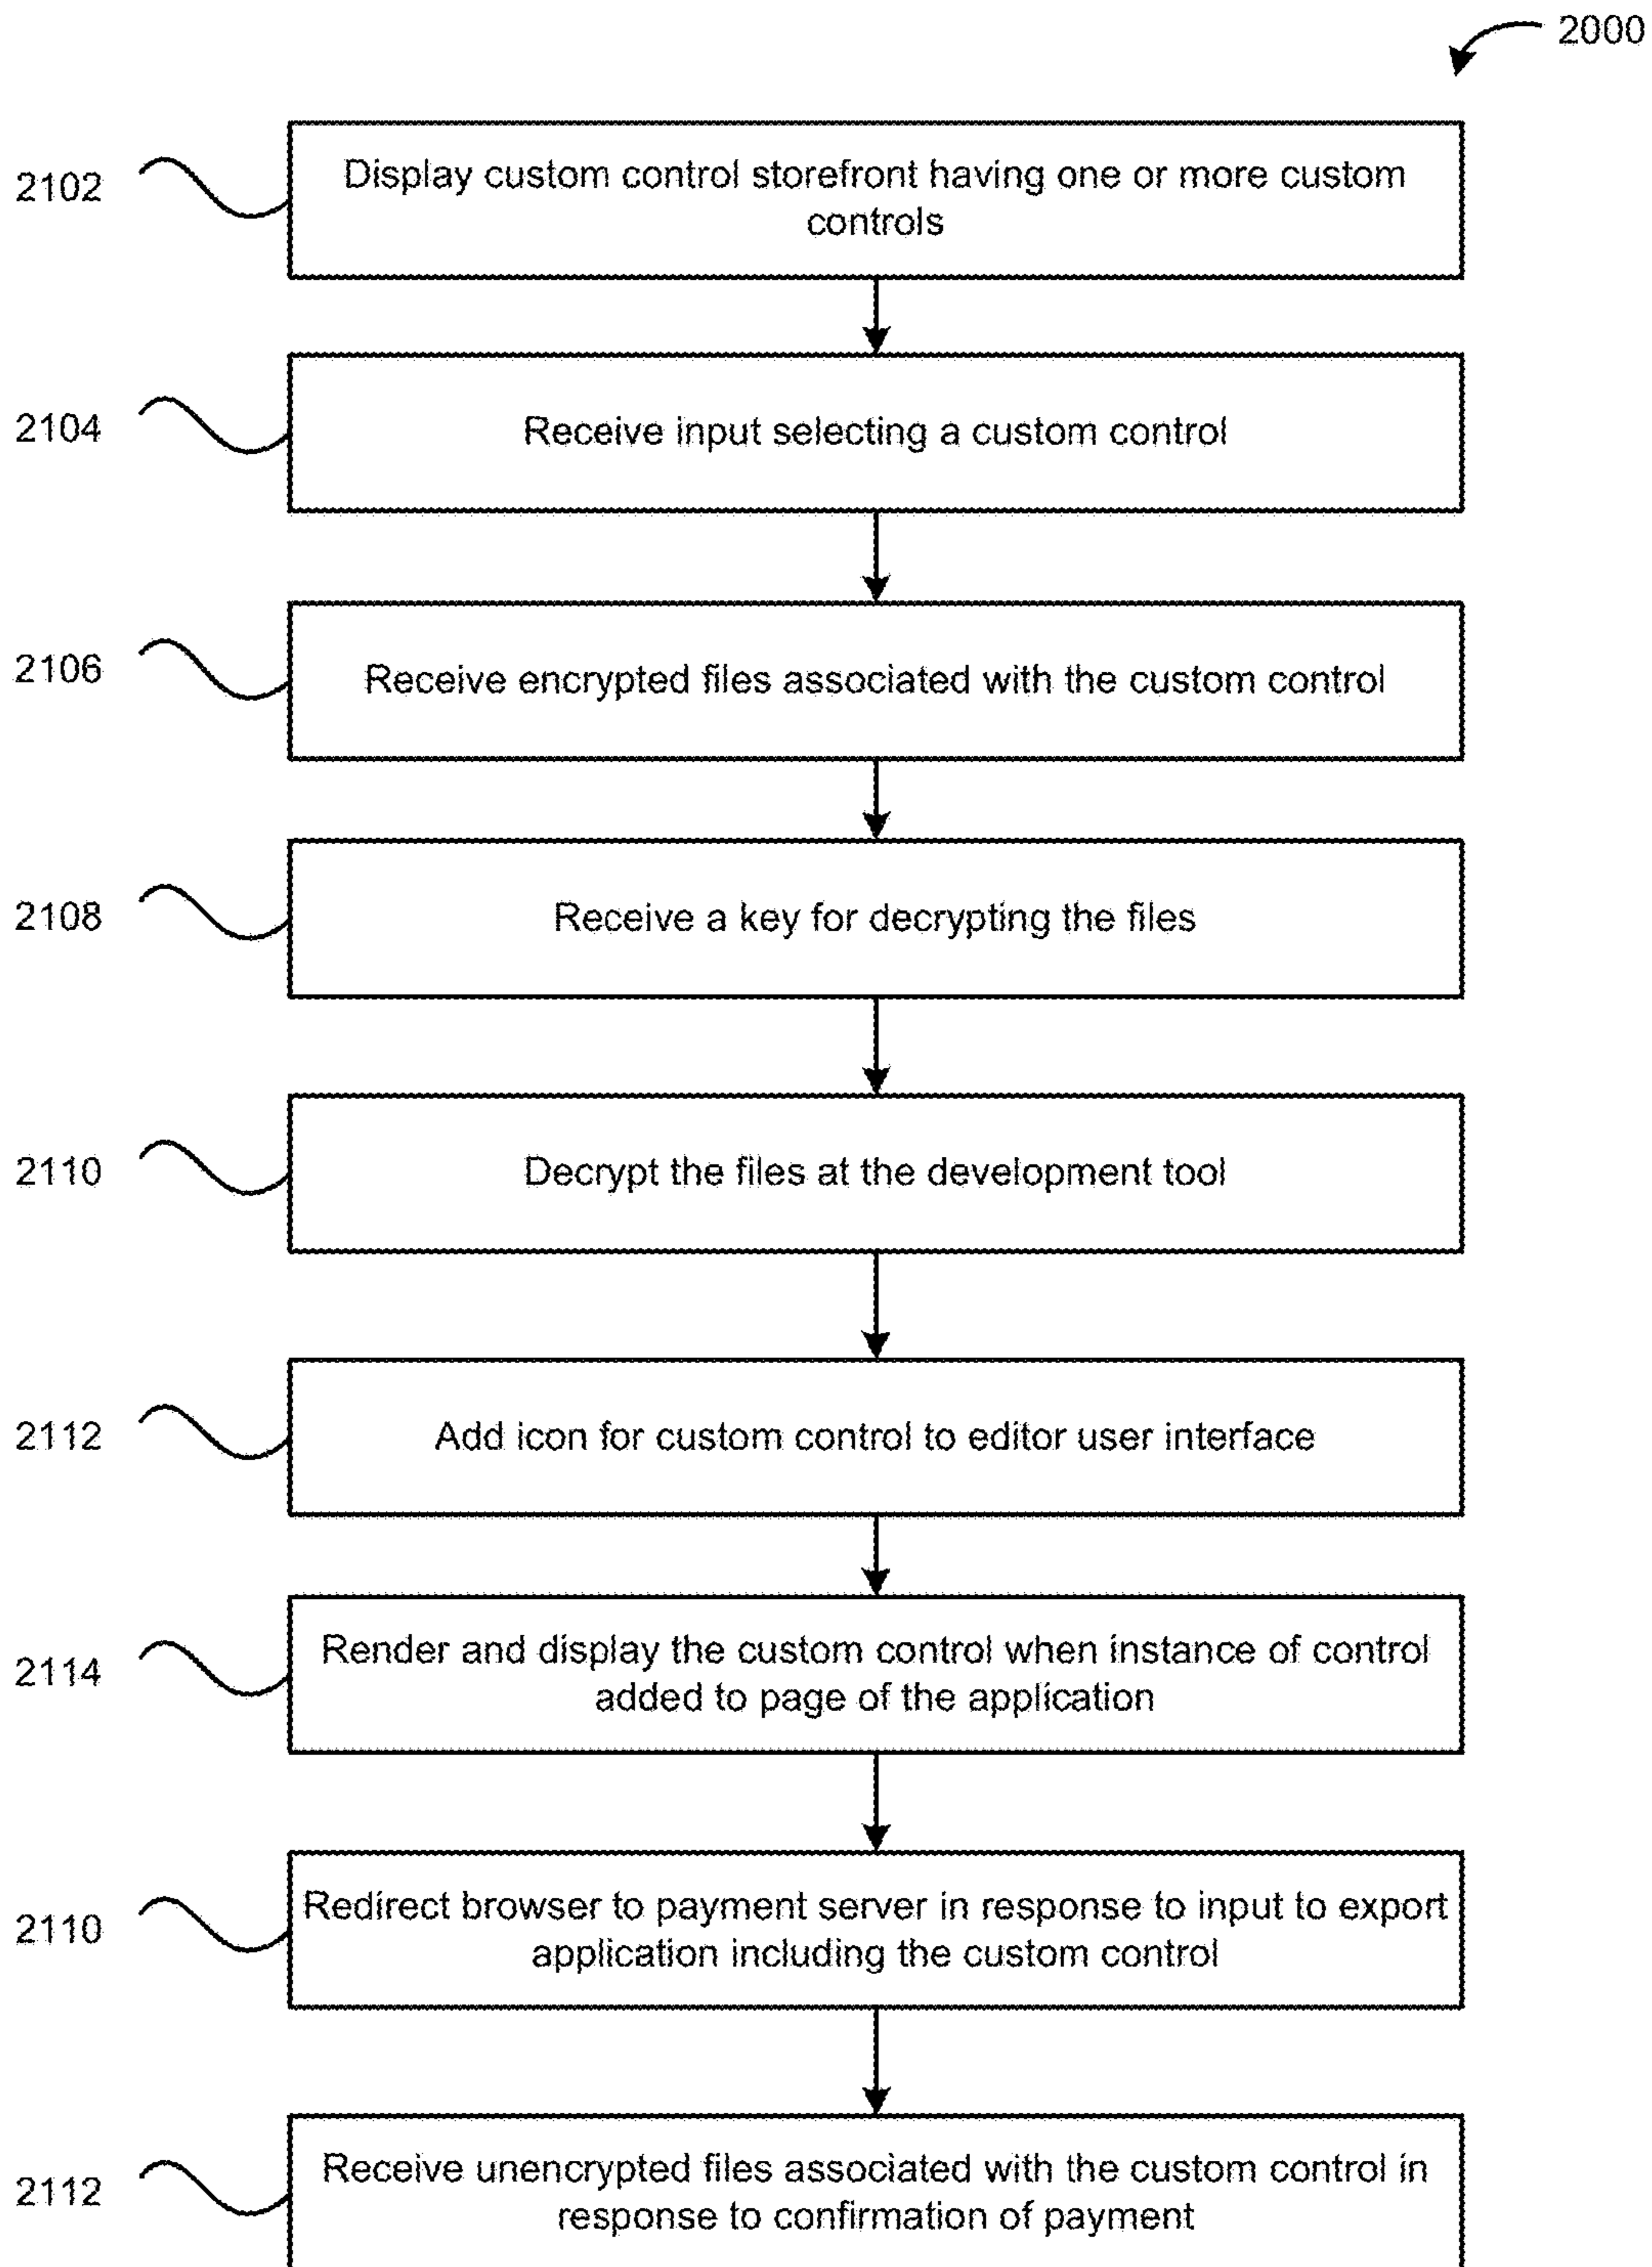 2000
2102
Display custom control storefront having one or more custom
controls
2104
Receive input selecting a custom control
2106
Receive encrypted files associated with the custom control
2108
Receive a key for decrypting the files
2110
Decrypt the files at the development tool
2112
Add icon for custom control to editor user interface
2114
Render and display the custom control when instance of control
added to page of the application
2110
Redirect browser to payment server in response to input to export
application including the custom control
2112
Receive unencrypted files associated with the custom control in
response to confirmation of payment